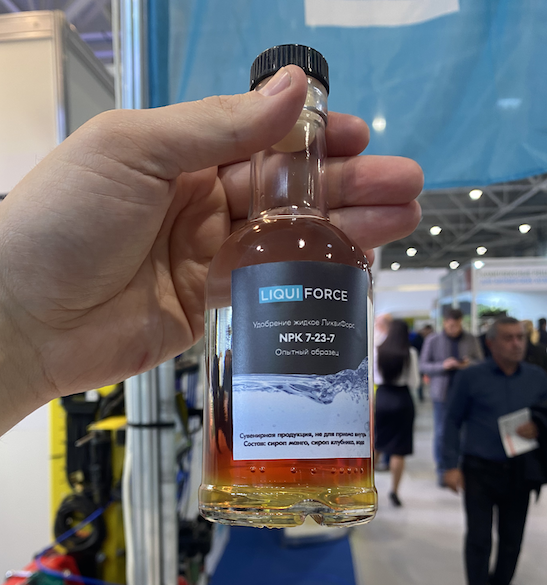 LIQUIFORCE
Удобрение жидкое ЛиквиФорс
NPK 7-23-7
Опытный образец
Сувенирная продукция, не для приема внутрь
Состав: сироп манго, сироп клубника, вода